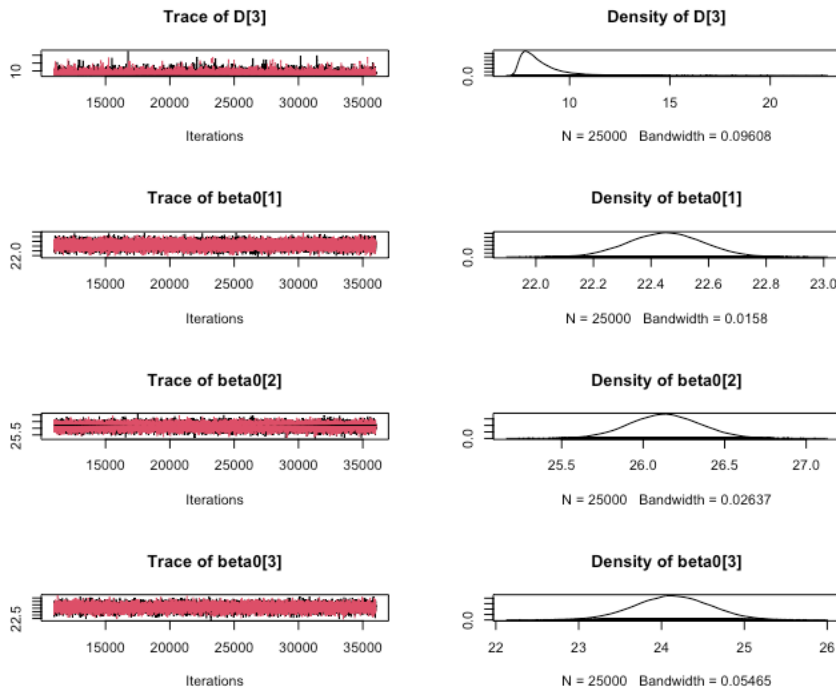 Trace of D[3]
10
15000 20000 25000 30000 35000
Iterations
Density of D[3]
0.0
10 15 20
N = 25000 Bandwidth = 0.09608
Trace of beta0[1]
22.0
15000 20000 25000 30000 35000
Iterations
Density of beta0[1]
0.0
22.0 22.2 22.4 22.6 22.8 23.0
N = 25000 Bandwidth = 0.0158
Trace of beta0[2]
25.5
15000 20000 25000 30000 35000
Iterations
Density of beta0[2]
0.0
25.5 26.0 26.5 27.0
N = 25000 Bandwidth = 0.02637
Trace of beta0[3]
22.5
15000 20000 25000 30000 35000
Iterations
Density of beta0[3]
0.0
22 23 24 25 26
N = 25000 Bandwidth = 0.05465